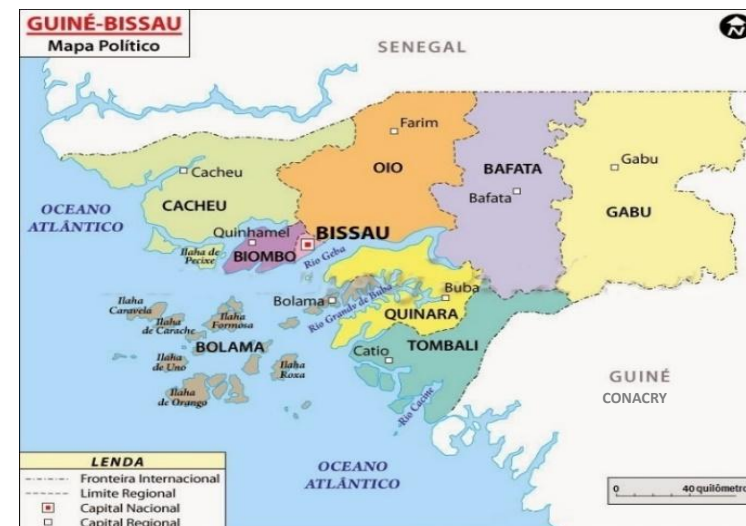 GUINÉ-BISSAU
Mapa Político
N
SENEGAL
Farim
OIO
BAFATA
Bafata
Gabu
GABU
Cacheu
CACHEU
OCEANO
ATLÂNTICO
Quinhamel
BISSAU
BIOMBO
Rio Geba
Ilaha de
Pecixe
Ilaha
Caravela
Ilaha
de Carache
Ilaha
Formosa
Bolama
Rio Grande de Buba
Buba
QUINARA
BOLAMA
Ilaha
de Uno
Ilaha
Roxa
Ilaha
de Orango
Catio
TOMBALI
Rio Cacine
GUINÉ
CONACRY
OCEANO
ATLÂNTICO
LENDA
Fronteira Internacional
Limite Regional
Capital Nacional
Capital Regional
0 40 quilômetro